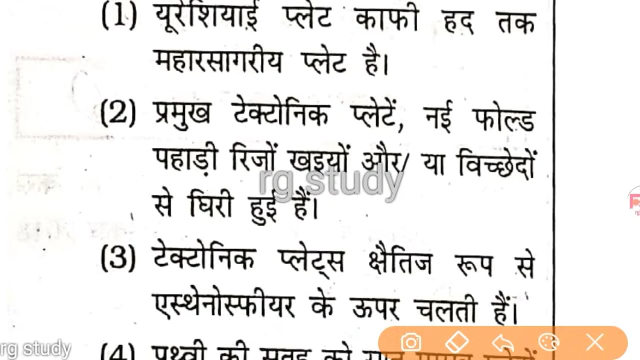 (1) यूरेशियाई प्लेट काफी हद तक
महारसागरीय प्लेट है।
(2) प्रमुख टेक्टोनिक प्लेटें, नई फोल्ड
पहाड़ी रिजों खइयों और/ या विच्छेदों
rg study
से घिरी हुई हैं।
(3) टेक्टोनिक प्लेट्स क्षैतिज रूप से
एस्थेनोस्फीयर के ऊपर चलती हैं।
rg study
(4) पृथ्वी की सतह को सात